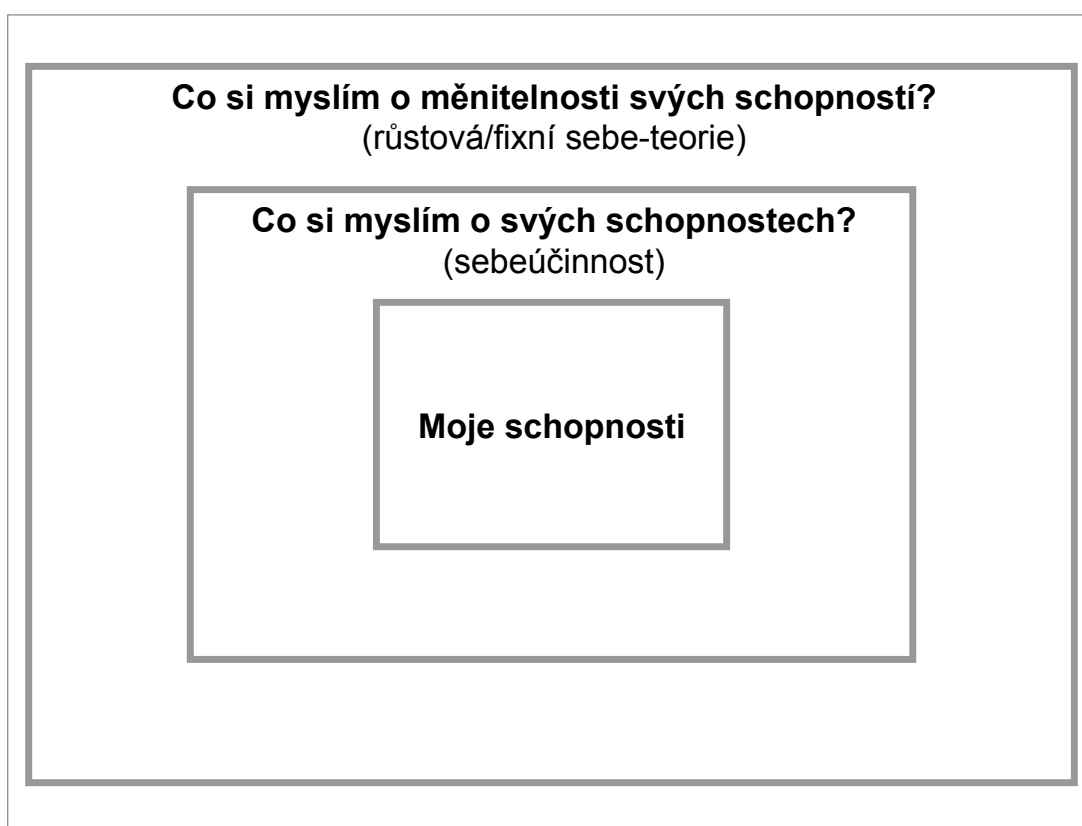 Co si myslím o měnitelnosti svých schopností?
(růstová/fixní sebe-teorie)
Co si myslím o svých schopnostech?
(sebeúčinnost)
Moje schopnosti